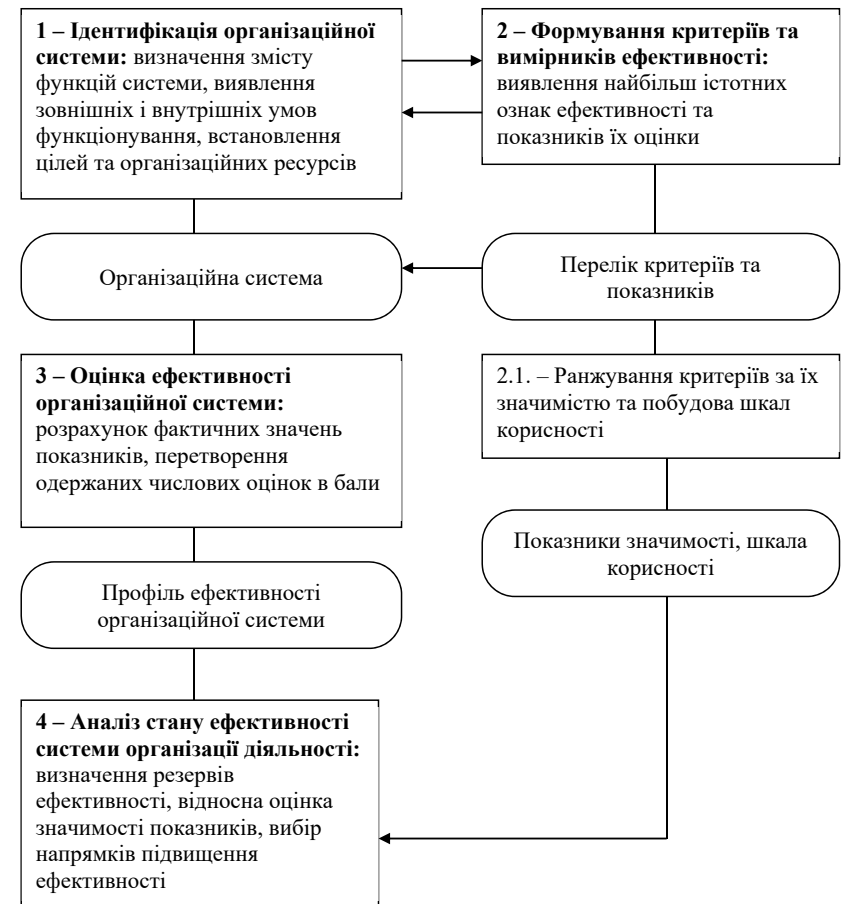 1 – Ідентифікація організаційної
системи: визначення змісту
функцій системи, виявлення
зовнішніх і внутрішніх умов
функціонування, встановлення
цілей та організаційних ресурсів
2 – Формування критеріїв та
вимірників ефективності:
виявлення найбільш істотних
ознак ефективності та
показників їх оцінки
Організаційна система
Перелік критеріїв та
показників
3 – Оцінка ефективності
організаційної системи:
розрахунок фактичних значень
показників, перетворення
одержаних числових оцінок в бали
2.1. – Ранжування критеріїв за їх
значимістю та побудова шкал
корисності
Показники значимості, шкала
корисності
Профіль ефективності
організаційної системи
4 – Аналіз стану ефективності
системи організації діяльності:
визначення резервів
ефективності, відносна оцінка
значимості показників, вибір
напрямків підвищення
ефективності